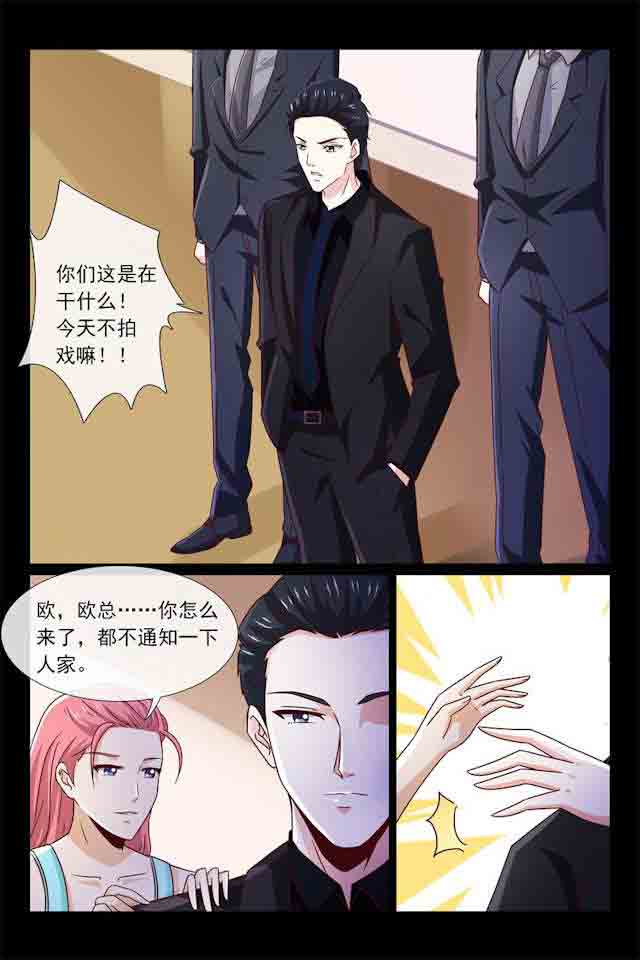 你们这是在
干什么！
今天不拍
戏嘛！！
欧，欧总……你怎么
来了，都不通知一下
人家。